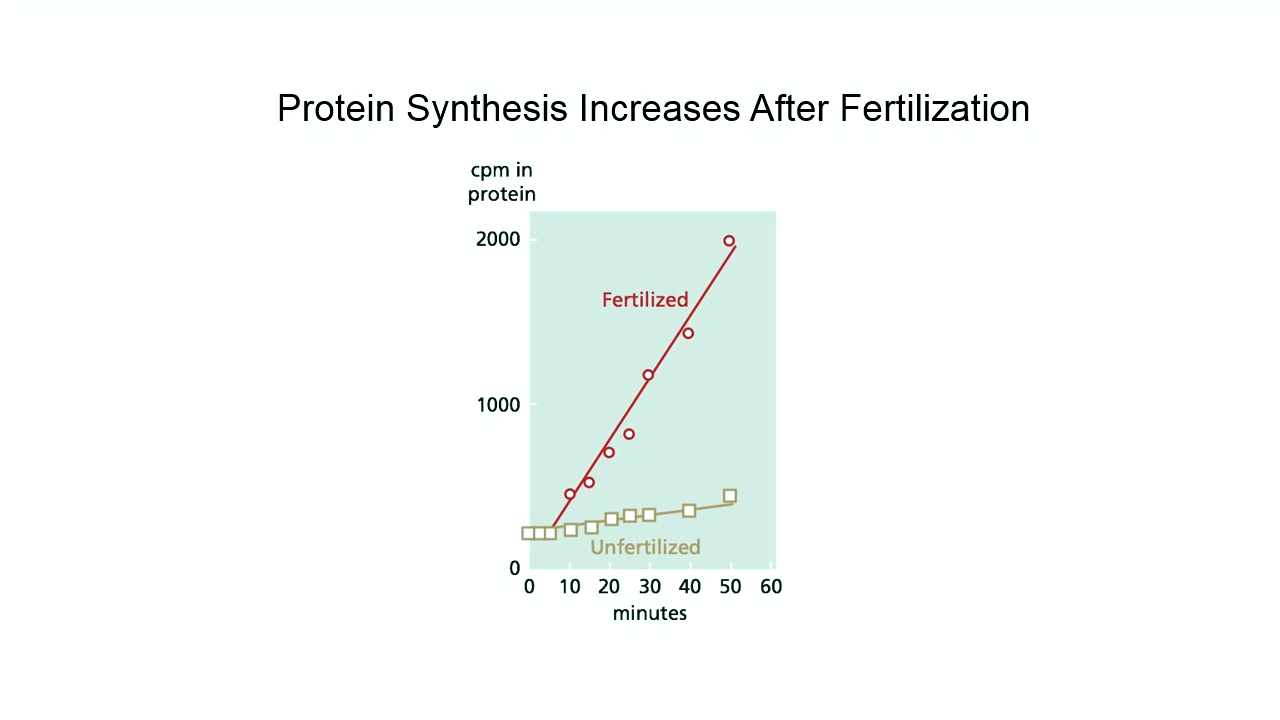 Protein Synthesis Increases After Fertilization
cpm in
protein
2000
Fertilized
1000
Unfertilized
0
0 10 20 30 40 50 60
minutes